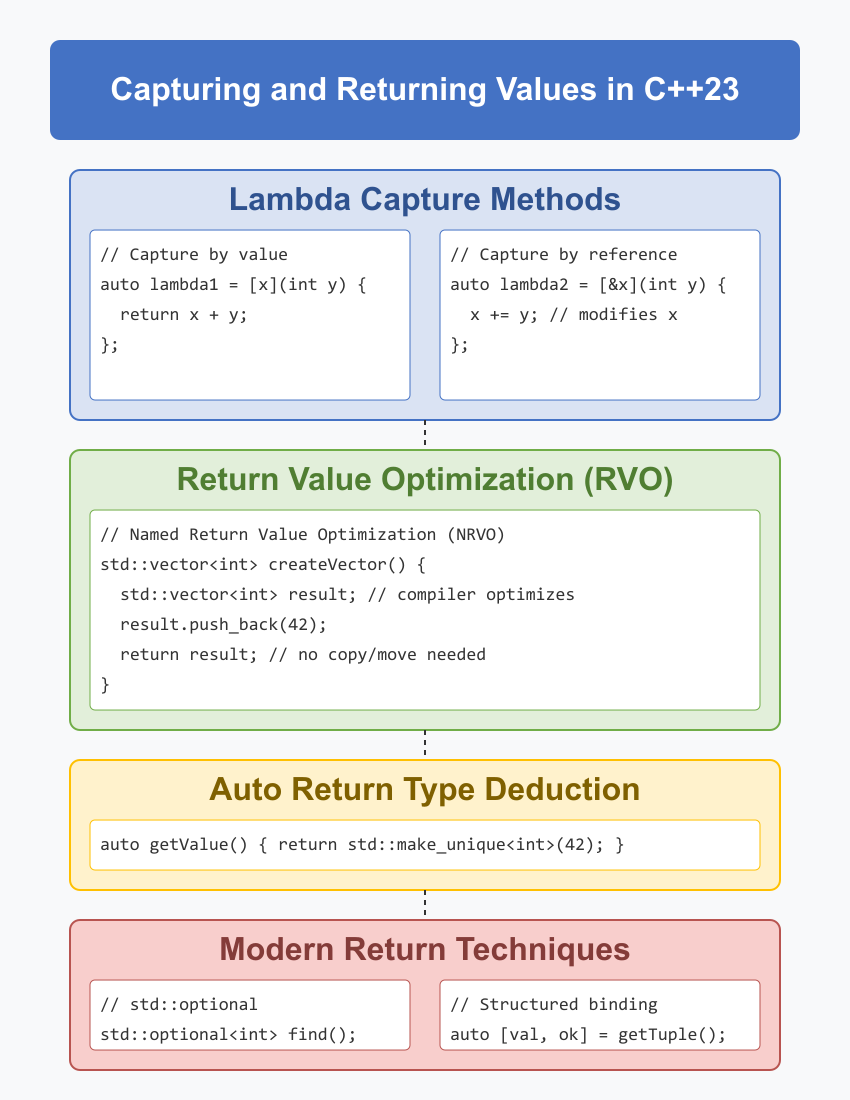 Capturing and Returning Values in C++23
Lambda Capture Methods
// Capture by value
auto lambda1 = [x](int y) {
  return x + y;
};
// Capture by reference
auto lambda2 = [&x](int y) {
  x += y; // modifies x
};
Return Value Optimization (RVO)
// Named Return Value Optimization (NRVO)
std::vector<int> createVector() {
  std::vector<int> result; // compiler optimizes
  result.push_back(42);
  return result; // no copy/move needed
}
Auto Return Type Deduction
auto getValue() { return std::make_unique<int>(42); }
Modern Return Techniques
// std::optional
std::optional<int> find();
// Structured binding
auto [val, ok] = getTuple();